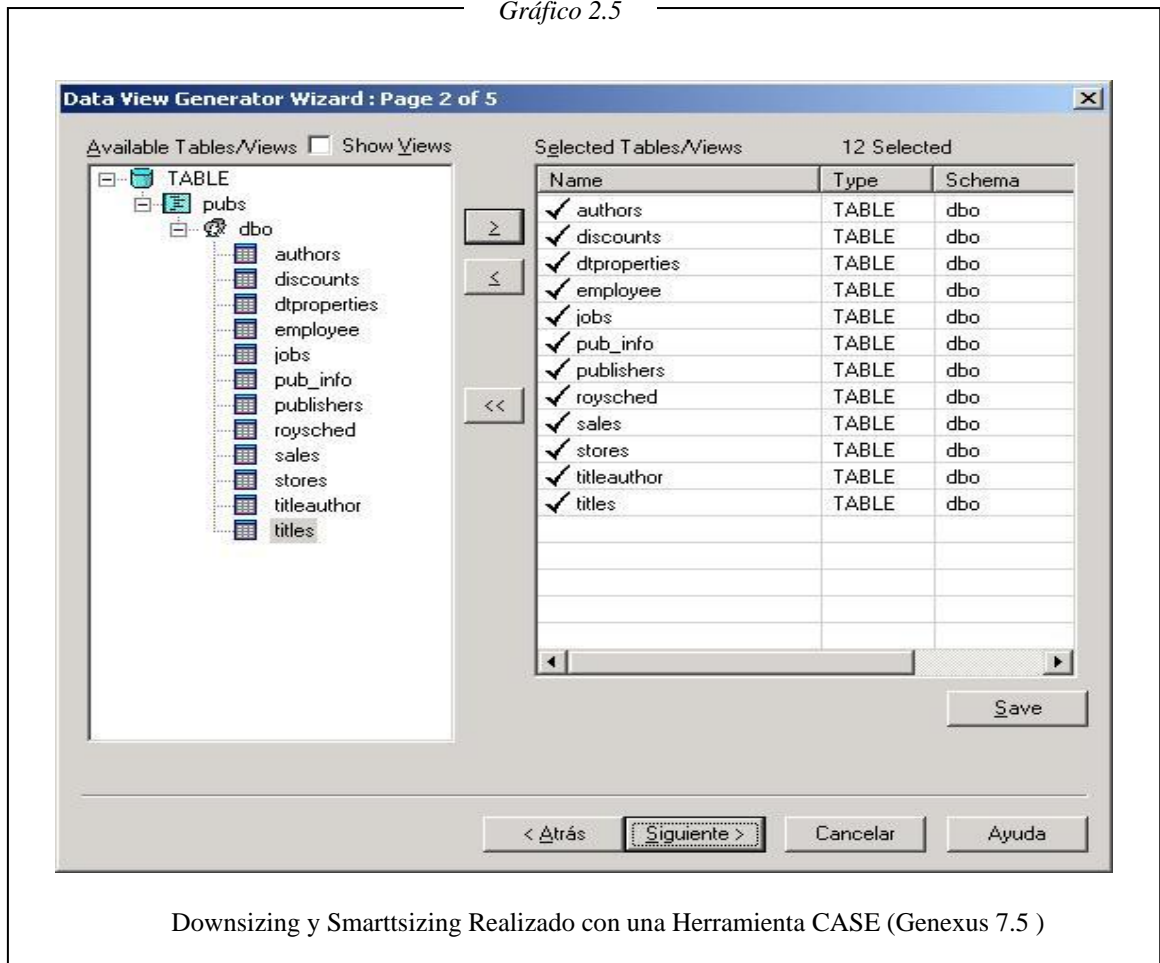 Gráfico 2.5
Data View Generator Wizard : Page 2 of 5
Available Tables/Views Show Views
TABLE
pubs
dbo
authors
discounts
dtproperties
employee
jobs
pub_info
publishers
roysched
sales
stores
titleauthor
titles
≥
≤
<<
Selected Tables/Views 12 Selected
Name Type Schema
authors TABLE dbo
discounts TABLE dbo
dtproperties TABLE dbo
employee TABLE dbo
jobs TABLE dbo
pub_info TABLE dbo
publishers TABLE dbo
roysched TABLE dbo
sales TABLE dbo
stores TABLE dbo
titleauthor TABLE dbo
titles TABLE dbo
Save
< Atrás Siguiente > Cancelar Ayuda
Downsizing y Smarttsizing Realizado con una Herramienta CASE (Genexus 7.5 )